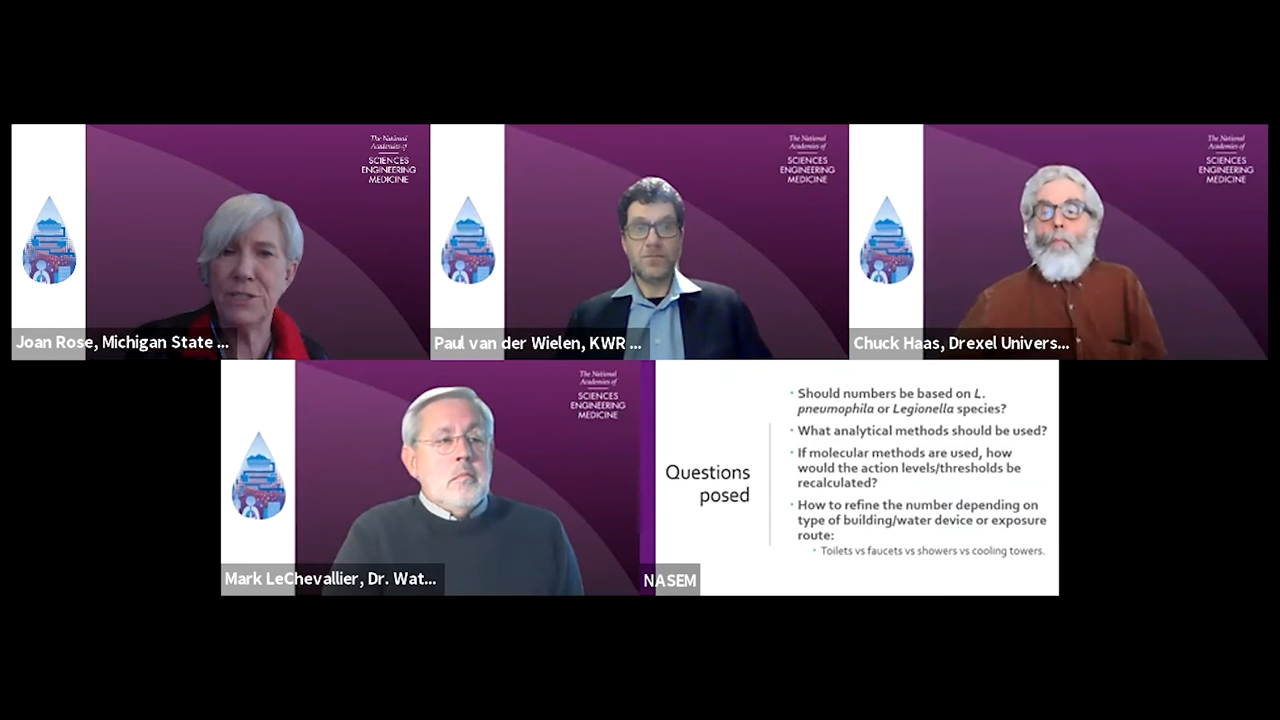 The National
Academies of
SCIENCES
ENGINEERING
MEDICINE
Joan Rose, Michigan State ...
The National
Academies of
SCIENCES
ENGINEERING
MEDICINE
Paul van der Wielen, KWR ...
The National
Academies of
SCIENCES
ENGINEERING
MEDICINE
Chuck Haas, Drexel Univers...
The National
Academies of
SCIENCES
ENGINEERING
MEDICINE
Mark LeChevallier, Dr. Wat...
Questions
posed
• Should numbers be based on L.
pneumophila or Legionella species?
• What analytical methods should be used?
• If molecular methods are used, how
would the action levels/thresholds be
recalculated?
• How to refine the number depending on
type of building/water device or exposure
route:
• Toilets vs faucets vs showers vs cooling towers.
NASEM